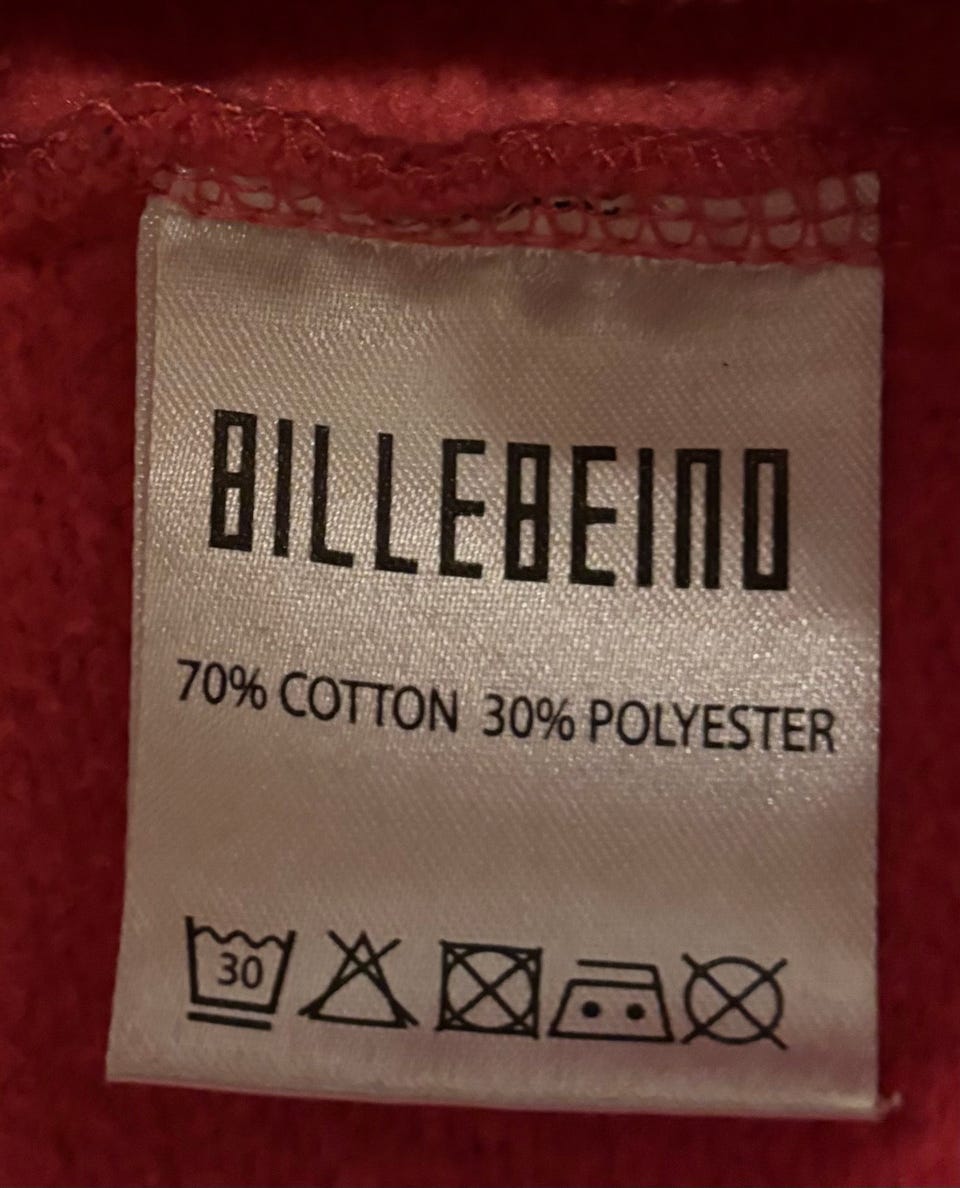 BILLEBEINO
70% COTTON 30% POLYESTER
30